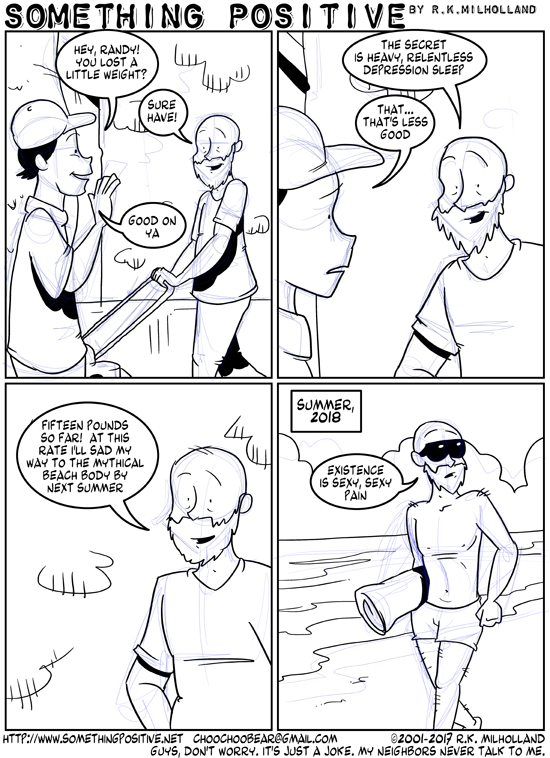 SOMETHING POSITIVE BY R.K.MILHOLLAND
HEY, RANDY!
YOU LOST A
LITTLE WEIGHT?
SURE
HAVE!
GOOD ON
YA
THE SECRET
IS HEAVY, RELENTLESS
DEPRESSION SLEEP
THAT...
THAT'S LESS
GOOD
FIFTEEN POUNDS
SO FAR! AT THIS
RATE I'LL SAD MY
WAY TO THE MYTHICAL
BEACH BODY BY
NEXT SUMMER
SUMMER,
2018
EXISTENCE
IS SEXY, SEXY
PAIN
HTTP://WWW.SOMETHINGPOSITIVE.NET CHOOCHOOBEAR@GMAIL.COM ©2001-2017 R.K. MILHOLLAND
GUYS, DON'T WORRY. IT'S JUST A JOKE. MY NEIGHBORS NEVER TALK TO ME.